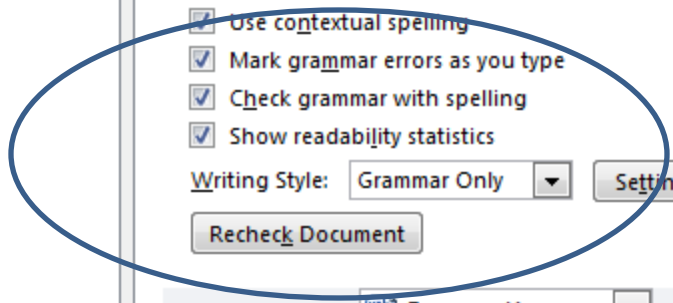 Use contextual spelling
Mark grammar errors as you type
Check grammar with spelling
Show readability statistics
Writing Style: Grammar Only
Recheck Document